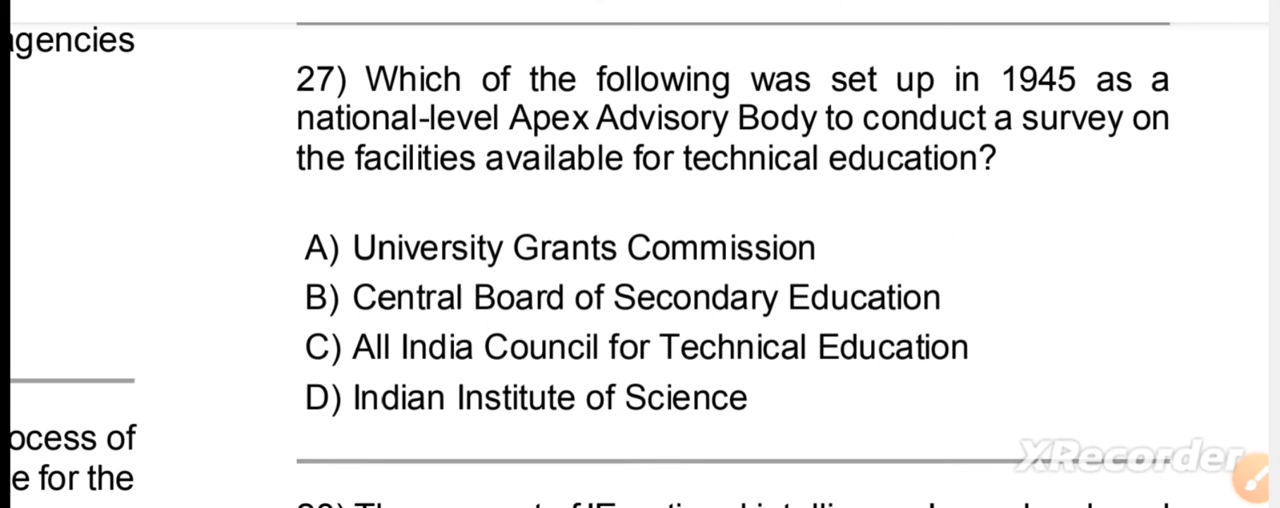 gencies
27) Which of the following was set up in 1945 as a
national-level Apex Advisory Body to conduct a survey on
the facilities available for technical education?
A) University Grants Commission
B) Central Board of Secondary Education
C) All India Council for Technical Education
D) Indian Institute of Science
ocess of
e for the
XRecorder